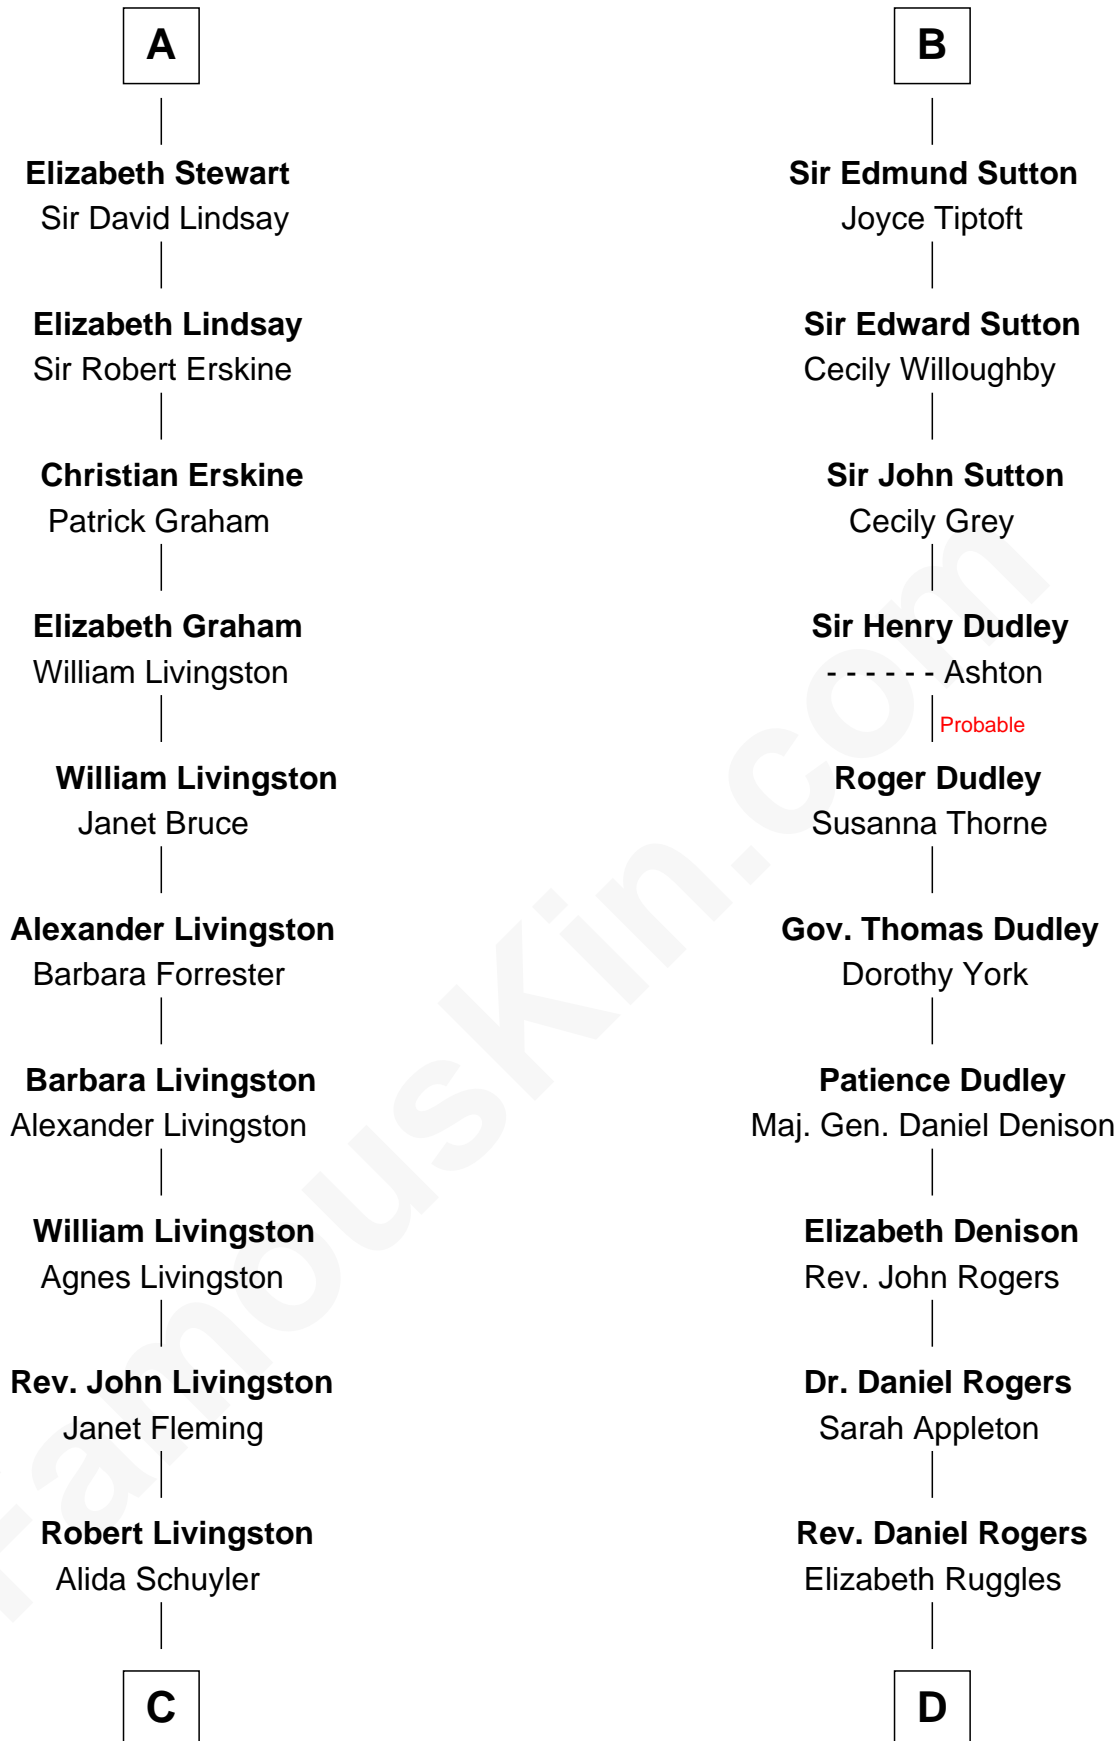 A
Elizabeth Stewart
Sir David Lindsay
Elizabeth Lindsay
Sir Robert Erskine
Christian Erskine
Patrick Graham
Elizabeth Graham
William Livingston
William Livingston
Janet Bruce
Alexander Livingston
Barbara Forrester
Barbara Livingston
Alexander Livingston
William Livingston
Agnes Livingston
Rev. John Livingston
Janet Fleming
Robert Livingston
Alida Schuyler
C
B
Sir Edmund Sutton
Joyce Tiptoft
Sir Edward Sutton
Cecily Willoughby
Sir John Sutton
Cecily Grey
Sir Henry Dudley
- - - - - - Ashton
Probable
Roger Dudley
Susanna Thorne
Gov. Thomas Dudley
Dorothy York
Patience Dudley
Maj. Gen. Daniel Denison
Elizabeth Denison
Rev. John Rogers
Dr. Daniel Rogers
Sarah Appleton
Rev. Daniel Rogers
Elizabeth Ruggles
D
FamousKin.com